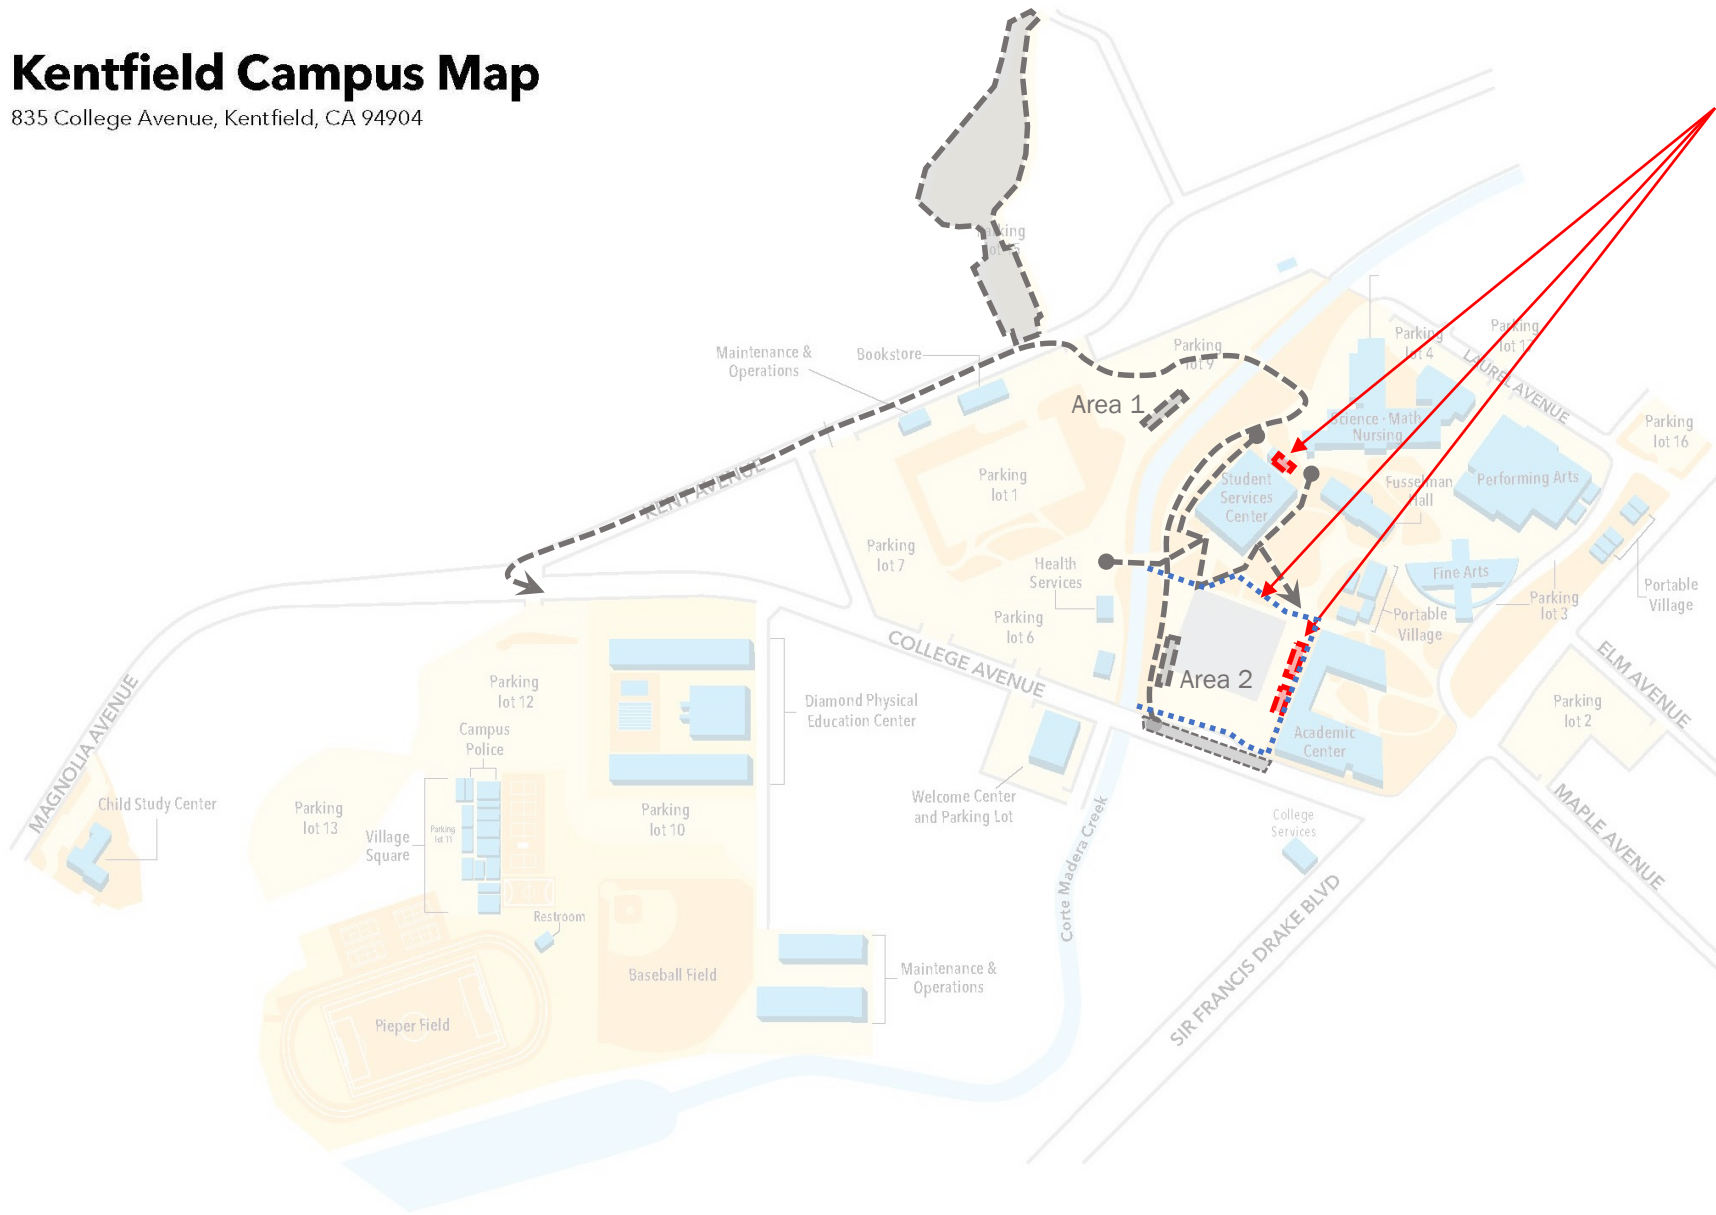 Kentfield Campus Map
835 College Avenue, Kentfield, CA 94904
Parking
lot 15
Maintenance &
Operations
Bookstore
Parking
lot 9
Parking
lot 4
Parking
lot 17
LAUREL AVENUE
Area 1
Science - Math
Nursing
Parking
lot 16
KENT AVENUE
Parking
lot 1
Student
Services
Center
Fusselman
Hall
Performing Arts
Parking
lot 7
Health
Services
Fine Arts
Portable
Village
Parking
lot 3
Portable
Village
Parking
lot 6
COLLEGE AVENUE
Area 2
ELM AVENUE
MAGNOLIA AVENUE
Parking
lot 12
Diamond Physical
Education Center
Parking
lot 2
Campus
Police
Academic
Center
Child Study Center
Parking
lot 13
Village
Square
Parking
lot 11
Parking
lot 10
Welcome Center
and Parking Lot
College
Services
MAPLE AVENUE
Corte Madera Creek
Restroom
Baseball Field
Maintenance &
Operations
SIR FRANCIS DRAKE BLVD
Pieper Field